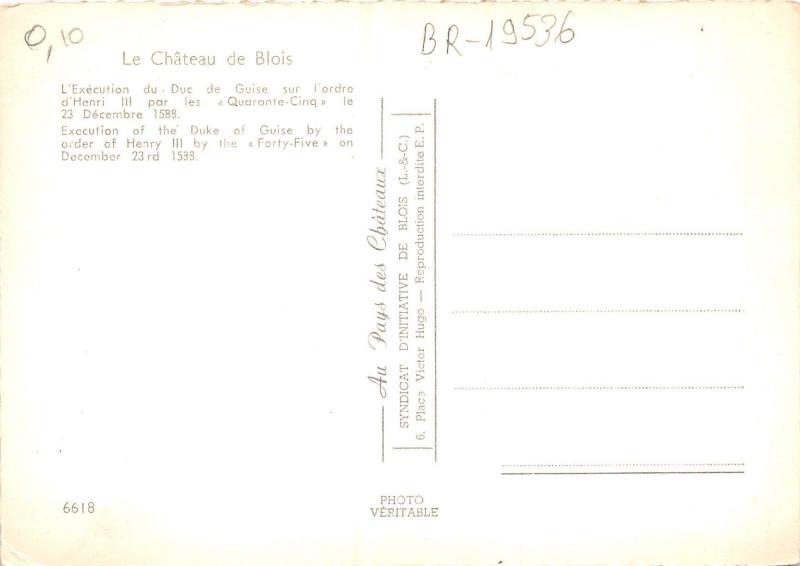 0,10
BR-19536
Le Château de Blois
L'Exécution du Duc de Guise sur l'ordre
d'Henri III par les « Quarante-Cinq » le
23 Décembre 1588.
Execution of the Duke of Guise by the
order of Henry III by the « Forty-Five » on
December 23rd 1588.
Au Pays des Châteaux
SYNDICAT D'INITIATIVE DE BLOIS (L.-&-C.)
6. Place Victor Hugo — Reproduction interdite E.P.
6618
PHOTO
VÉRITABLE